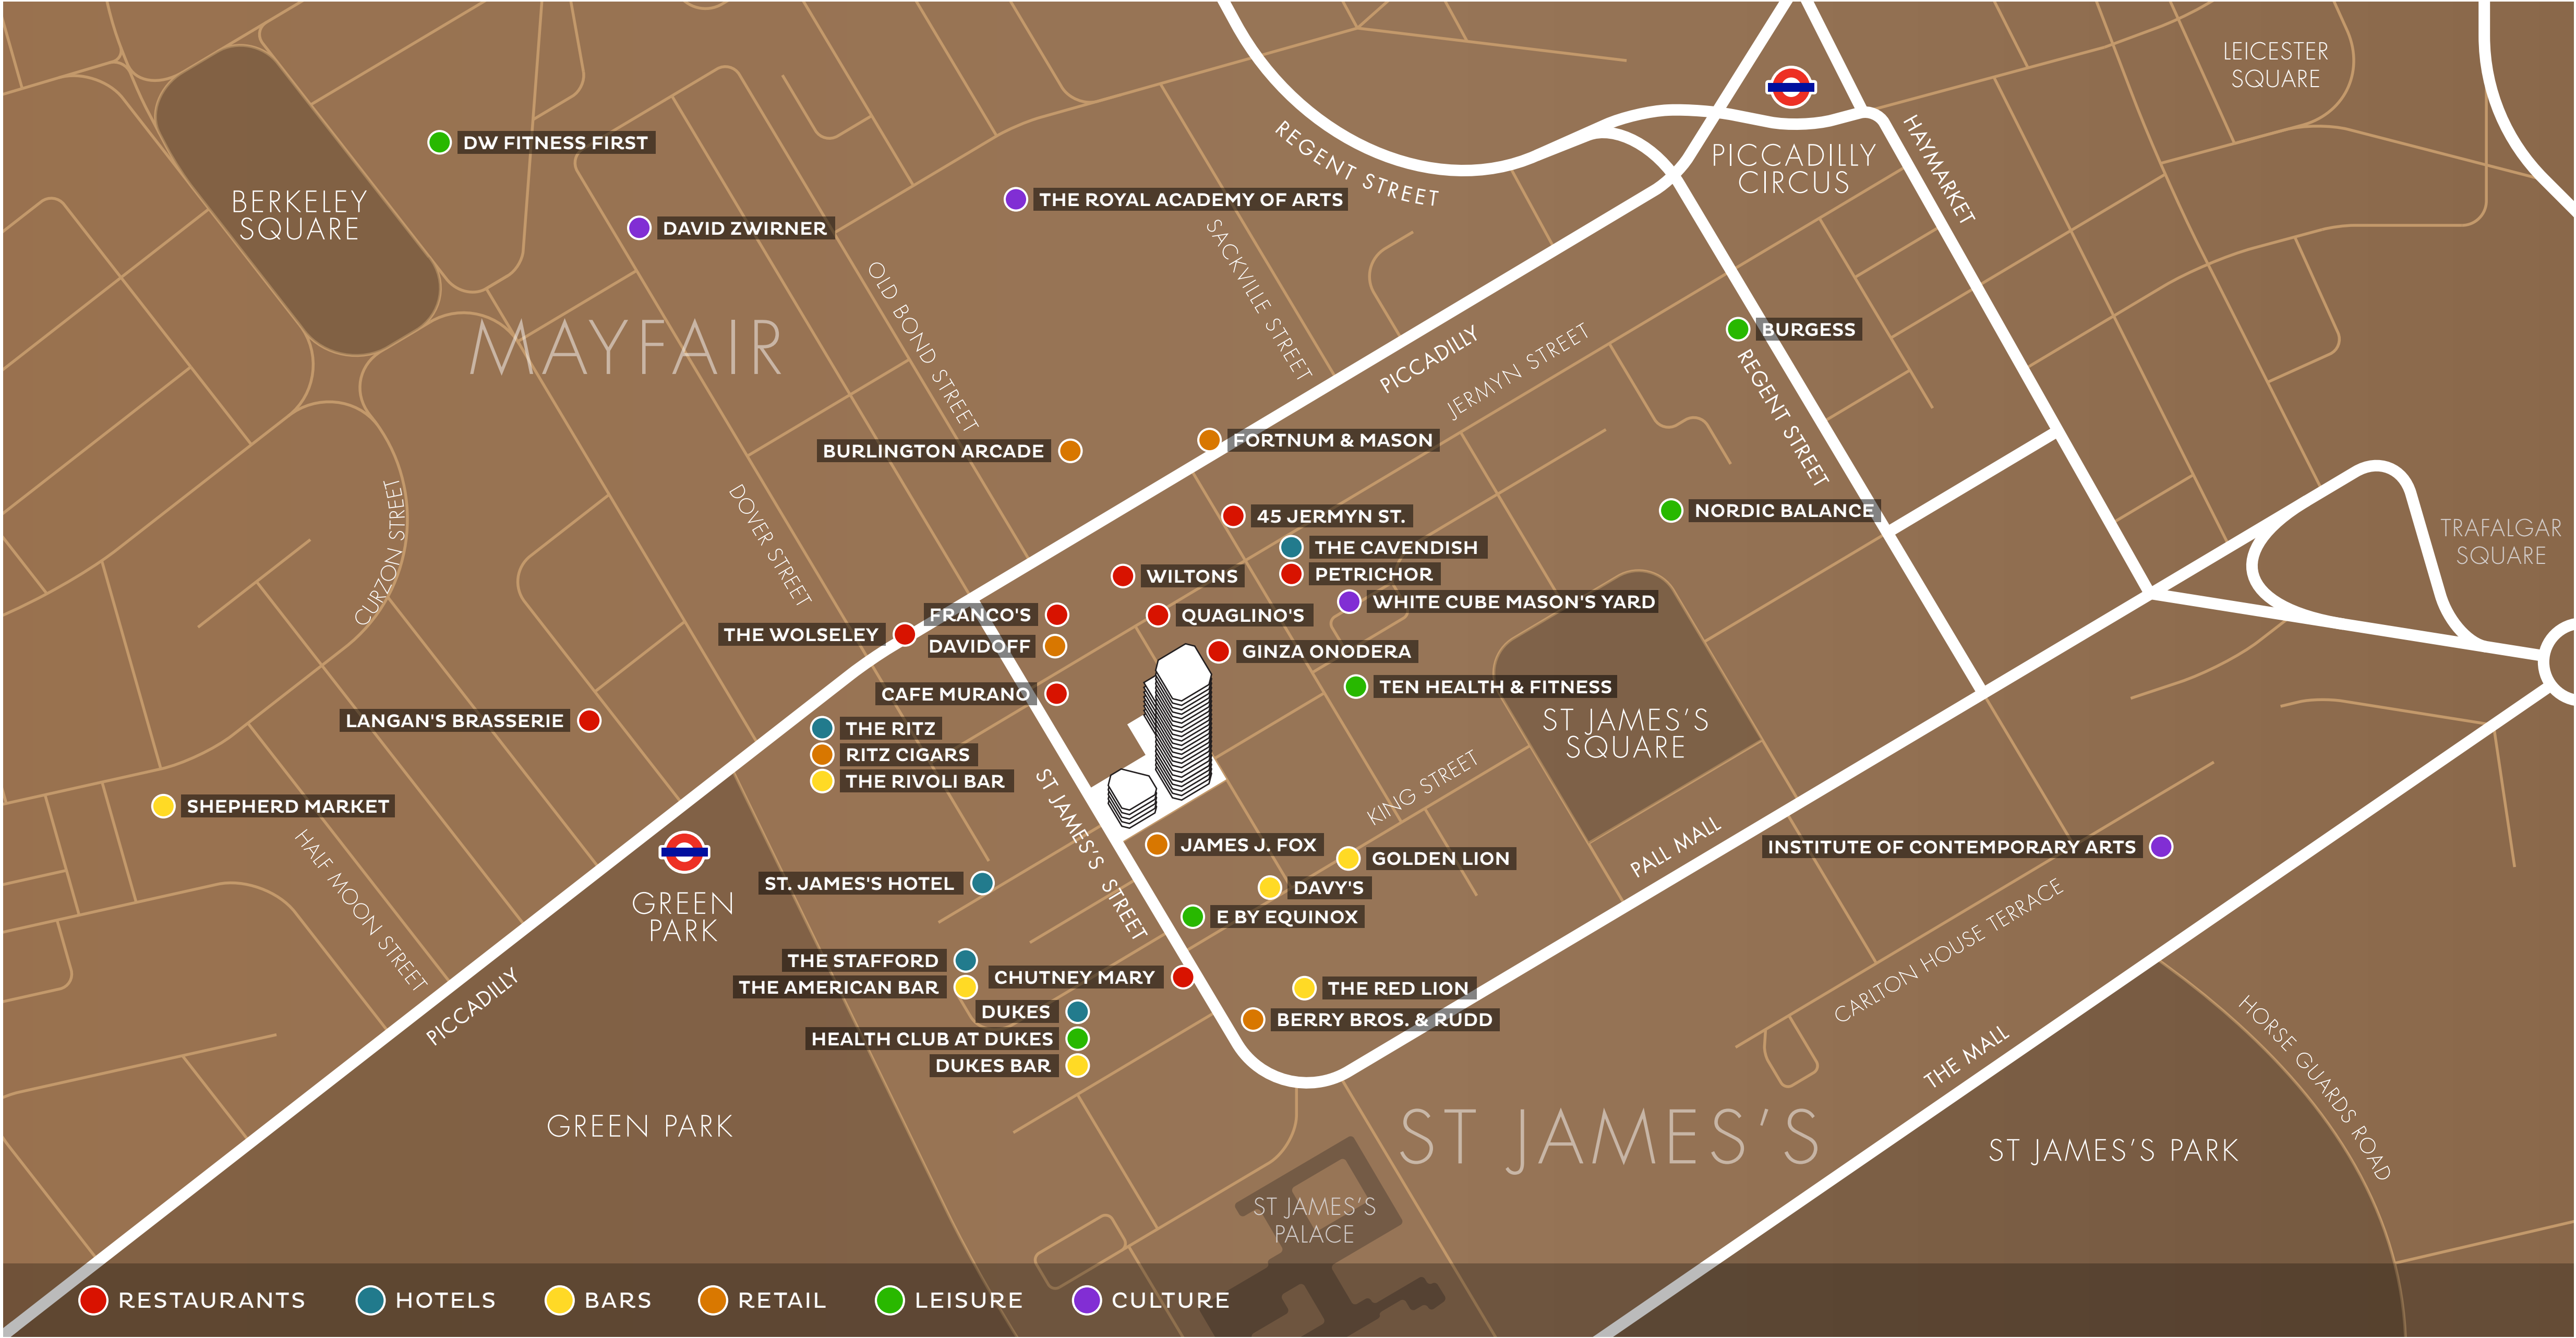 LEICESTER
SQUARE
REGENT STREET
HAYMARKET
PICCADILLY
CIRCUS
DW FITNESS FIRST
BERKELEY
SQUARE
THE ROYAL ACADEMY OF ARTS
DAVID ZWIRNER
SACKVILLE STREET
OLD BOND STREET
MAYFAIR
BURGESS
PICCADILLY
JERMYN STREET
REGENT STREET
BURLINGTON ARCADE
FORTNUM & MASON
CURZON STREET
DOVER STREET
45 JERMYN ST.
NORDIC BALANCE
TRAFALGAR
SQUARE
THE CAVENDISH
WILTONS
PETRICHOR
WHITE CUBE MASON'S YARD
FRANCO'S
QUAGLINO'S
THE WOLSELEY
DAVIDOFF
GINZA ONODERA
CAFE MURANO
TEN HEALTH & FITNESS
LANGAN'S BRASSERIE
THE RITZ
RITZ CIGARS
THE RIVOLI BAR
ST JAMES'S
SQUARE
SHEPHERD MARKET
KING STREET
ST JAMES'S STREET
HALF MOON STREET
JAMES J. FOX
PALL MALL
INSTITUTE OF CONTEMPORARY ARTS
GOLDEN LION
ST. JAMES'S HOTEL
DAVY'S
GREEN
PARK
E BY EQUINOX
CARLTON HOUSE TERRACE
THE STAFFORD
CHUTNEY MARY
THE AMERICAN BAR
THE RED LION
PICCADILLY
DUKES
BERRY BROS. & RUDD
HEALTH CLUB AT DUKES
DUKES BAR
THE MALL
HORSE GUARDS ROAD
GREEN PARK
ST JAMES'S
ST JAMES'S PARK
ST JAMES'S
PALACE
RESTAURANTS
HOTELS
BARS
RETAIL
LEISURE
CULTURE